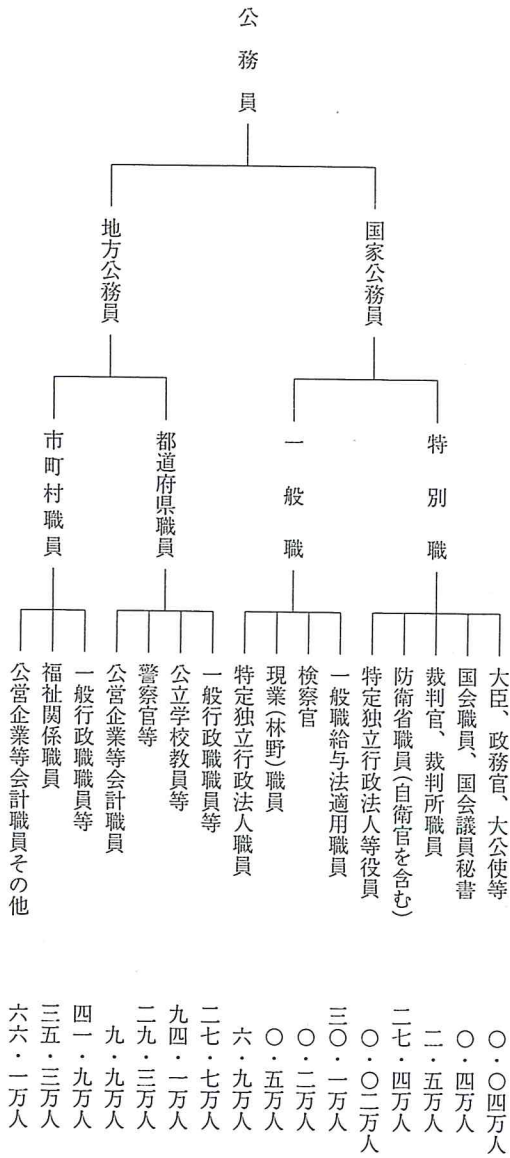 公務員
国家公務員
特別職
大臣、政務官、大公使等 〇・〇四万人
国会職員、国会議員秘書 〇・四万人
裁判官、裁判所職員 二・五万人
防衛省職員(自衛官を含む) 二七・四万人
特定独立行政法人等役員 〇・〇二万人
一般職
一般職給与法適用職員 三〇・一万人
検察官 〇・二万人
現業(林野)職員 〇・五万人
特定独立行政法人職員 六・九万人
地方公務員
都道府県職員
一般行政職職員等 二七・七万人
公立学校教員等 九四・一万人
警察官等 二九・三万人
公営企業等会計職員 九・九万人
市町村職員
一般行政職職員等 四一・九万人
福祉関係職員 三五・三万人
公営企業等会計職員その他 六六・一万人